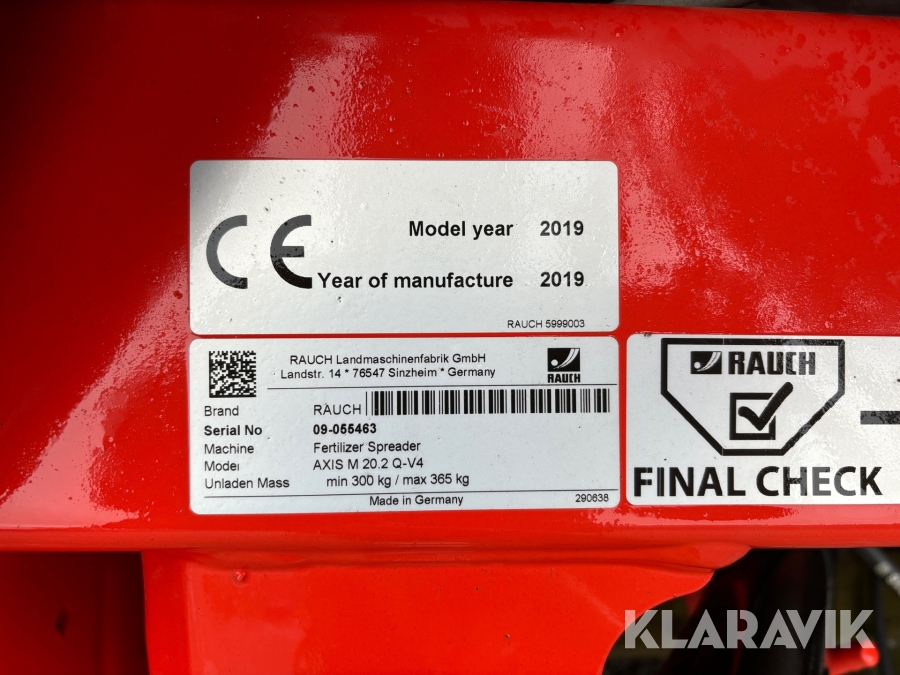 CE
Model year 2019
Year of manufacture 2019
RAUCH 5999003
RAUCH Landmaschinenfabrik GmbH
Landstr. 14 * 76547 Sinzheim * Germany
RAUCH
Brand RAUCH
Serial No 09-055463
Machine Fertilizer Spreader
Model AXIS M 20.2 Q-V4
Unladen Mass min 300 kg / max 365 kg
Made in Germany 290638
RAUCH
FINAL CHECK
KLARAVIK